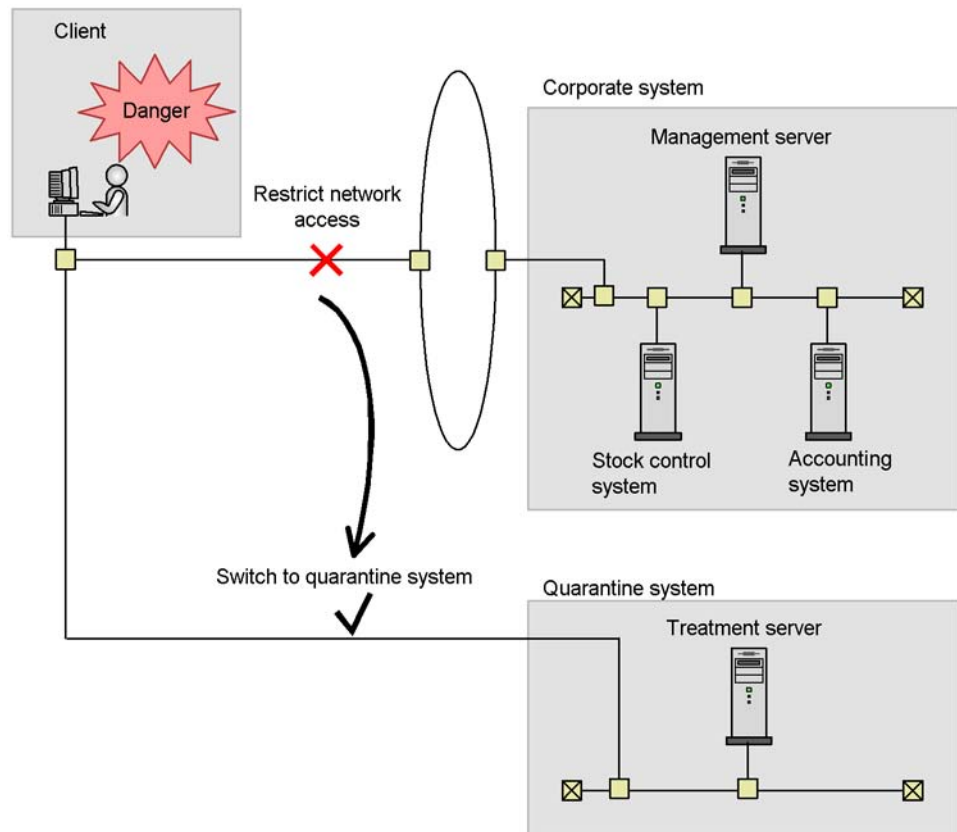 Client
Danger
Restrict network
access
Corporate system
Management server
Stock control
system
Accounting
system
Switch to quarantine system
Quarantine system
Treatment server